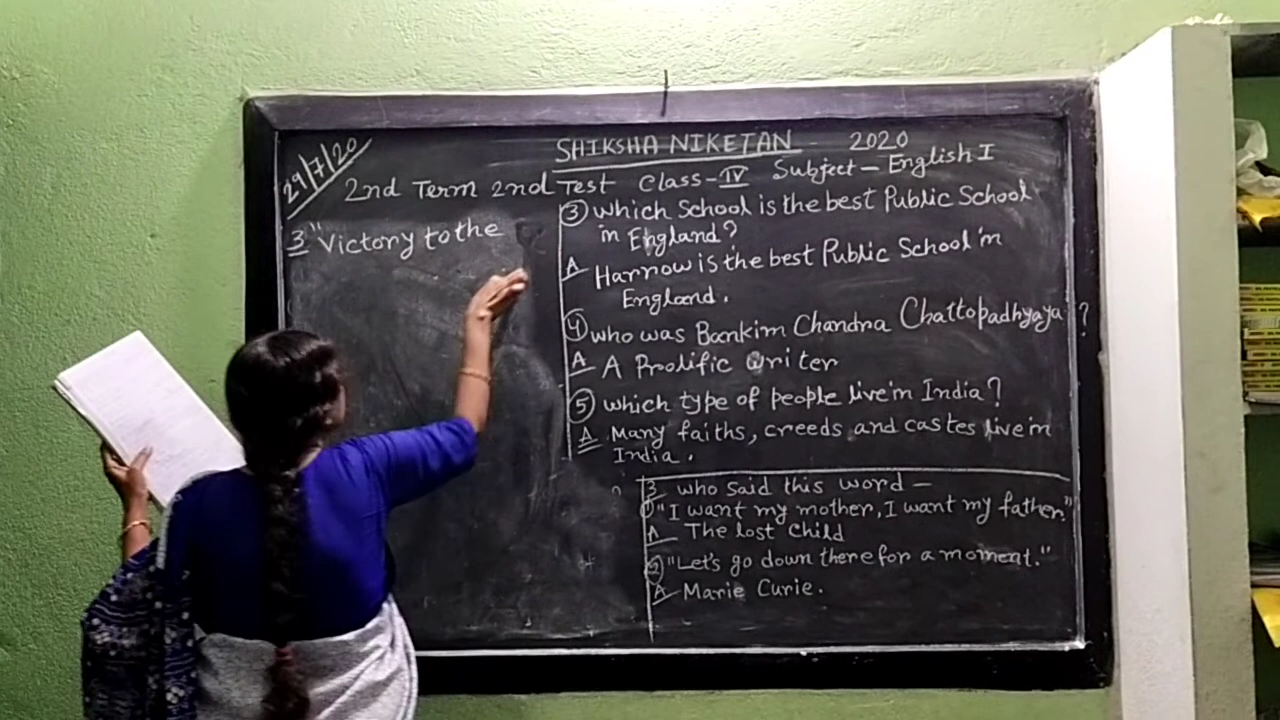 29/7/20
SHIKSHA NIKETAN 2020
2nd Term 2nd Test Class-IV Subject-English I
3 "Victory to the
③ which School is the best Public School
in England?
A Harrow is the best Public School in
England.
④ who was Bankim Chandra Chattopadhyaya?
A A Prolific writer
⑤ which type of people live in India?
A Many faiths, creeds and castes live in
India.
3 who said this word-
① "I want my mother, I want my father."
A The lost child
② "Let's go down there for a moment."
A Marie Curie.